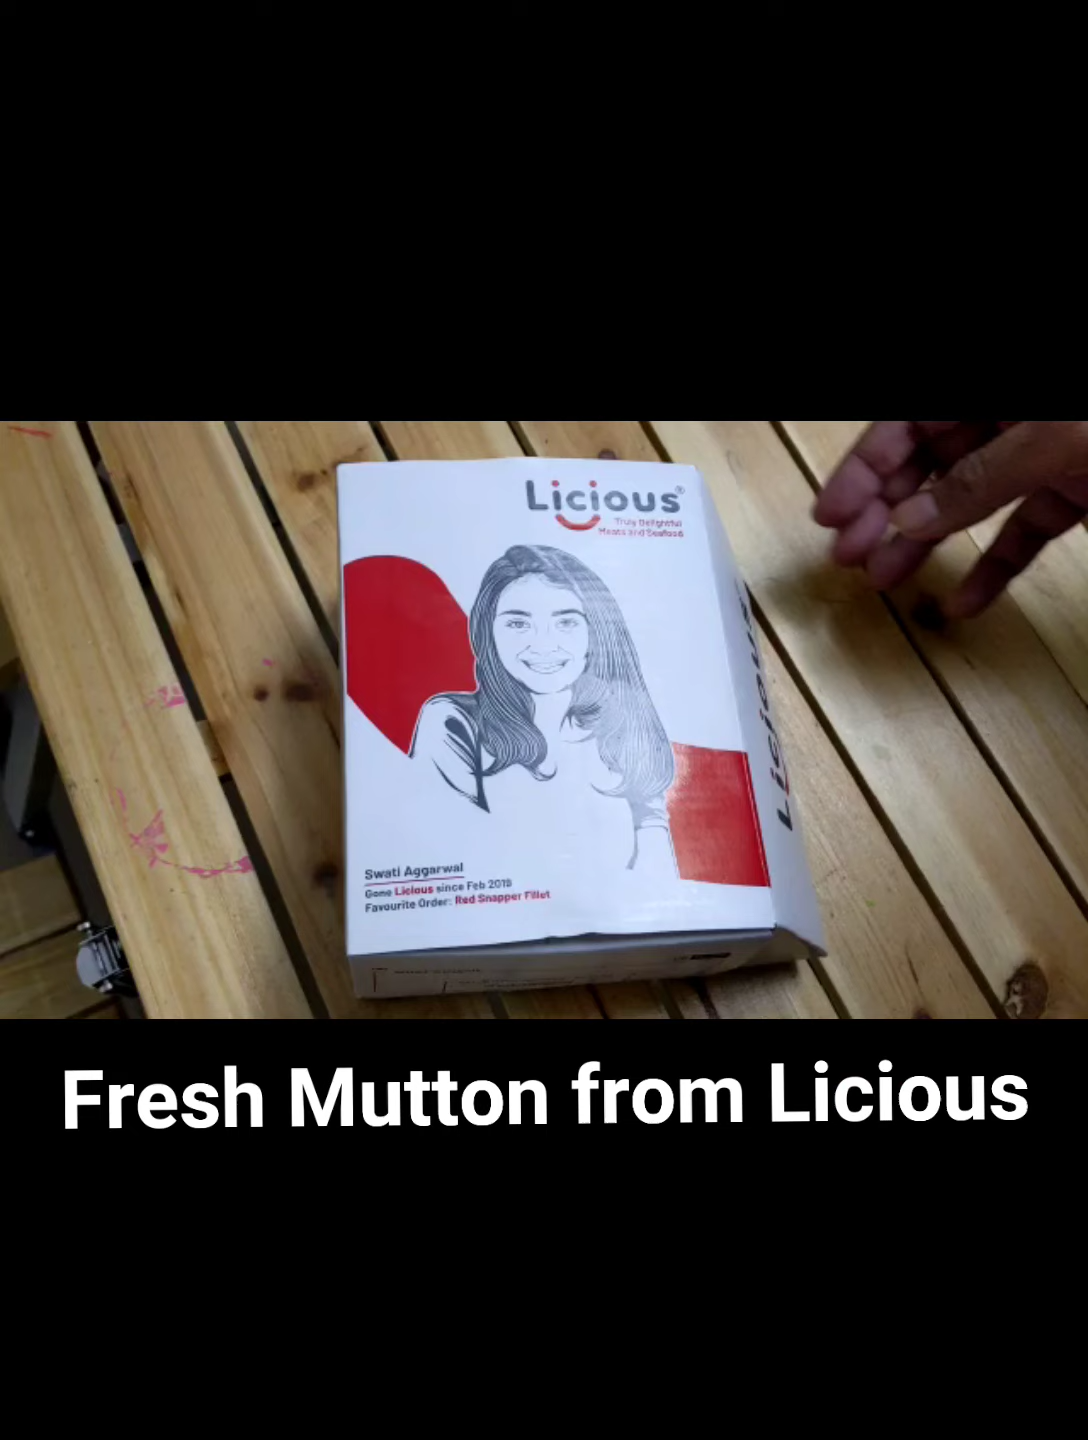 Licious®
Truly Delightful
Meats and Seafood
Licious
Swati Aggarwal
Gone Licious since Feb 2019
Favourite Order: Red Snapper Fillet
Fresh Mutton from Licious